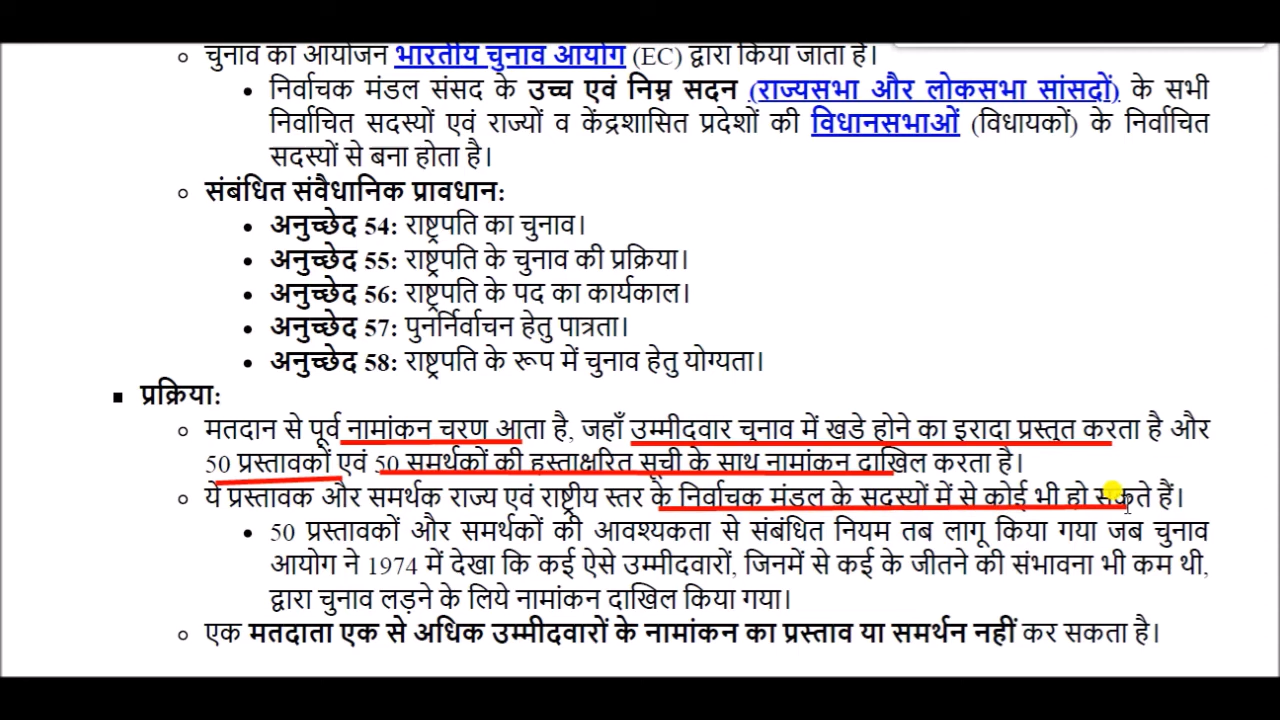 चुनाव का आयोजन भारतीय चुनाव आयोग (EC) द्वारा किया जाता है।
निर्वाचक मंडल संसद के उच्च एवं निम्न सदन (राज्यसभा और लोकसभा सांसदों) के सभी
निर्वाचित सदस्यों एवं राज्यों व केंद्रशासित प्रदेशों की विधानसभाओं (विधायकों) के निर्वाचित
सदस्यों से बना होता है।
संबंधित संवैधानिक प्रावधान:
अनुच्छेद 54: राष्ट्रपति का चुनाव।
अनुच्छेद 55: राष्ट्रपति के चुनाव की प्रक्रिया।
अनुच्छेद 56: राष्ट्रपति के पद का कार्यकाल।
अनुच्छेद 57: पुनर्निर्वाचन हेतु पात्रता।
अनुच्छेद 58: राष्ट्रपति के रूप में चुनाव हेतु योग्यता।
प्रक्रिया:
मतदान से पूर्व नामांकन चरण आता है, जहाँ उम्मीदवार चुनाव में खडे होने का इरादा प्रस्तुत करता है और
50 प्रस्तावकों एवं 50 समर्थकों की हस्ताक्षरित सूची के साथ नामांकन दाखिल करता है।
ये प्रस्तावक और समर्थक राज्य एवं राष्ट्रीय स्तर के निर्वाचक मंडल के सदस्यों में से कोई भी हो सकते हैं।
50 प्रस्तावकों और समर्थकों की आवश्यकता से संबंधित नियम तब लागू किया गया जब चुनाव
आयोग ने 1974 में देखा कि कई ऐसे उम्मीदवारों, जिनमें से कई के जीतने की संभावना भी कम थी,
द्वारा चुनाव लड़ने के लिये नामांकन दाखिल किया गया।
एक मतदाता एक से अधिक उम्मीदवारों के नामांकन का प्रस्ताव या समर्थन नहीं कर सकता है।